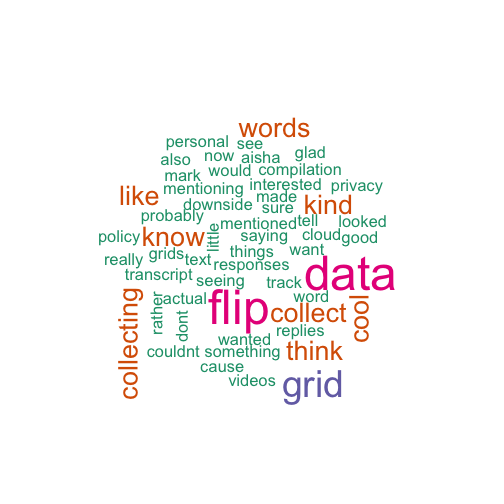 words
personal see
also now aisha glad
mark would compilation
mentioning interested privacy
like downside made sure kind
probably mentioned tell looked
policy know little saying cloud good
really grids text things want
transcript seeing responses data
collecting rather actual flip track word collect cool
dont wanted replies
couldnt something think
cause
videos grid